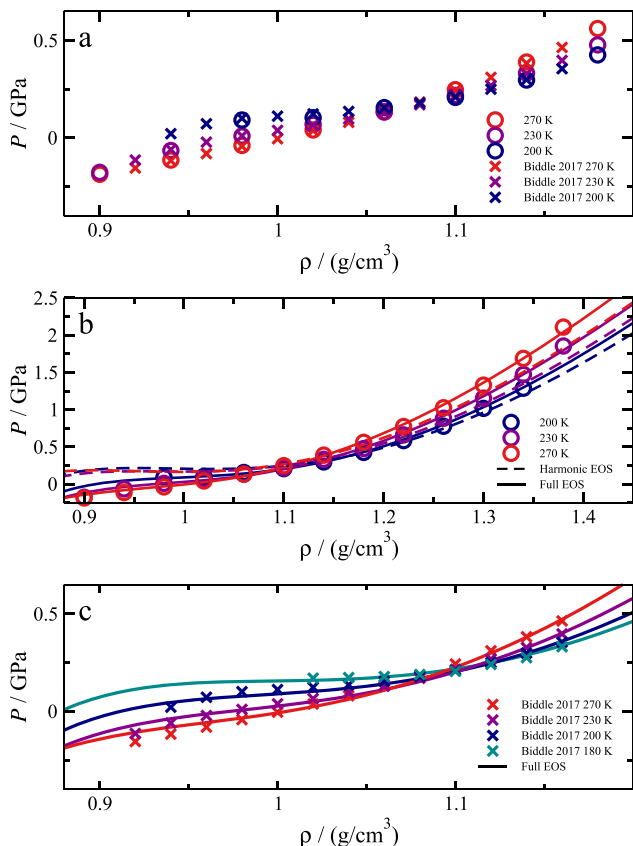 a
0.5
0
P / GPa
270 K
230 K
200 K
Biddle 2017 270 K
Biddle 2017 230 K
Biddle 2017 200 K
0.9 1 1.1
ρ / (g/cm³)
b
2.5
2
1.5
1
0.5
0
P / GPa
200 K
230 K
270 K
Harmonic EOS
Full EOS
0.9 1 1.1 1.2 1.3 1.4
ρ / (g/cm³)
c
0.5
0
P / GPa
Biddle 2017 270 K
Biddle 2017 230 K
Biddle 2017 200 K
Biddle 2017 180 K
Full EOS
0.9 1 1.1
ρ / (g/cm³)